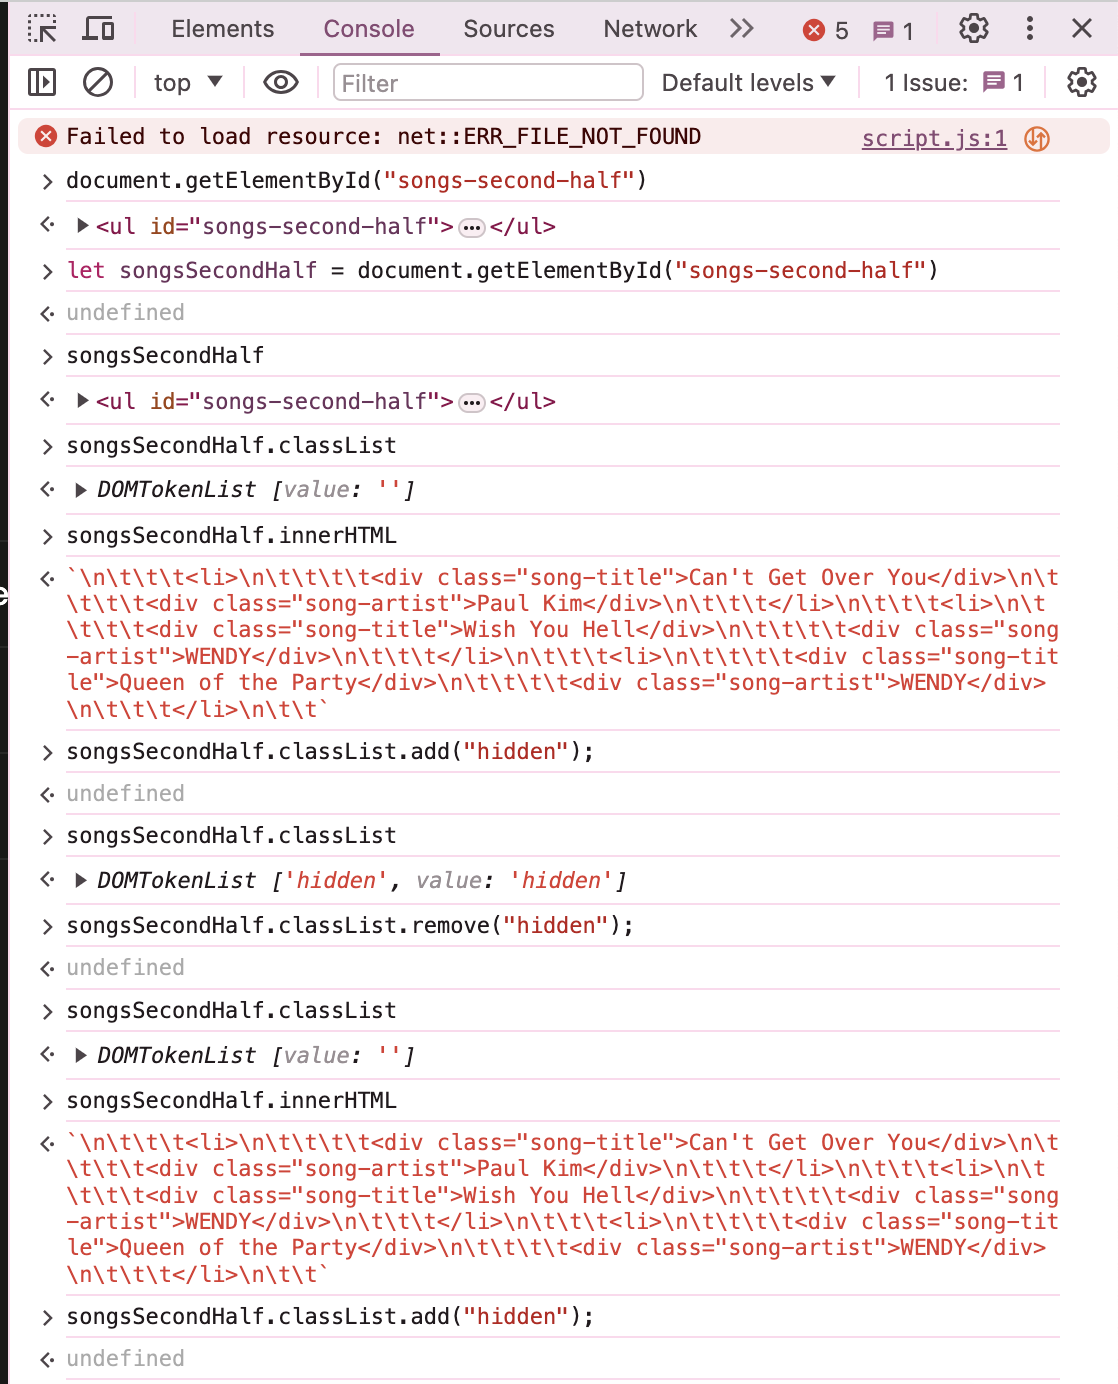 Elements Console Sources Network 5 1
top Filter Default levels 1 Issue: 1
Failed to load resource: net::ERR_FILE_NOT_FOUND script.js:1
document.getElementById("songs-second-half")
<ul id="songs-second-half">…</ul>
let songsSecondHalf = document.getElementById("songs-second-half")
undefined
songsSecondHalf
<ul id="songs-second-half">…</ul>
songsSecondHalf.classList
DOMTokenList [value: '']
songsSecondHalf.innerHTML
`\n\t\t\t<li>\n\t\t\t\t<div class="song-title">Can't Get Over You</div>\n\t
\t\t\t<div class="song-artist">Paul Kim</div>\n\t\t\t</li>\n\t\t\t<li>\n\t
\t\t\t<div class="song-title">Wish You Hell</div>\n\t\t\t\t<div class="song
-artist">WENDY</div>\n\t\t\t</li>\n\t\t\t<li>\n\t\t\t\t<div class="song-tit
le">Queen of the Party</div>\n\t\t\t\t<div class="song-artist">WENDY</div>
\n\t\t\t</li>\n\t\t`
songsSecondHalf.classList.add("hidden");
undefined
songsSecondHalf.classList
DOMTokenList ['hidden', value: 'hidden']
songsSecondHalf.classList.remove("hidden");
undefined
songsSecondHalf.classList
DOMTokenList [value: '']
songsSecondHalf.innerHTML
`\n\t\t\t<li>\n\t\t\t\t<div class="song-title">Can't Get Over You</div>\n\t
\t\t\t<div class="song-artist">Paul Kim</div>\n\t\t\t</li>\n\t\t\t<li>\n\t
\t\t\t<div class="song-title">Wish You Hell</div>\n\t\t\t\t<div class="song
-artist">WENDY</div>\n\t\t\t</li>\n\t\t\t<li>\n\t\t\t\t<div class="song-tit
le">Queen of the Party</div>\n\t\t\t\t<div class="song-artist">WENDY</div>
\n\t\t\t</li>\n\t\t`
songsSecondHalf.classList.add("hidden");
undefined